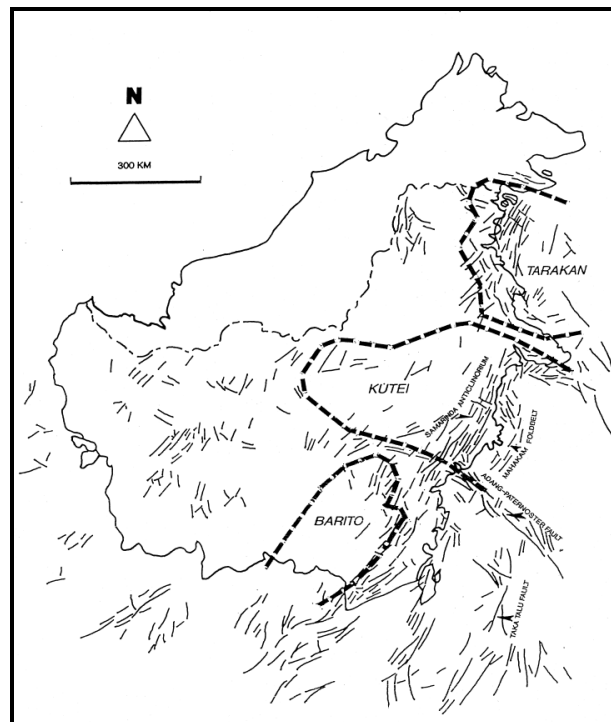 N
300 KM
TARAKAN
KUTEI
SAMARINDA ANTICLINORIUM
MAHAKAM FOLDBELT
ADANG-PATERNOSTER FAULT
BARITO
TAKA TALU FAULT